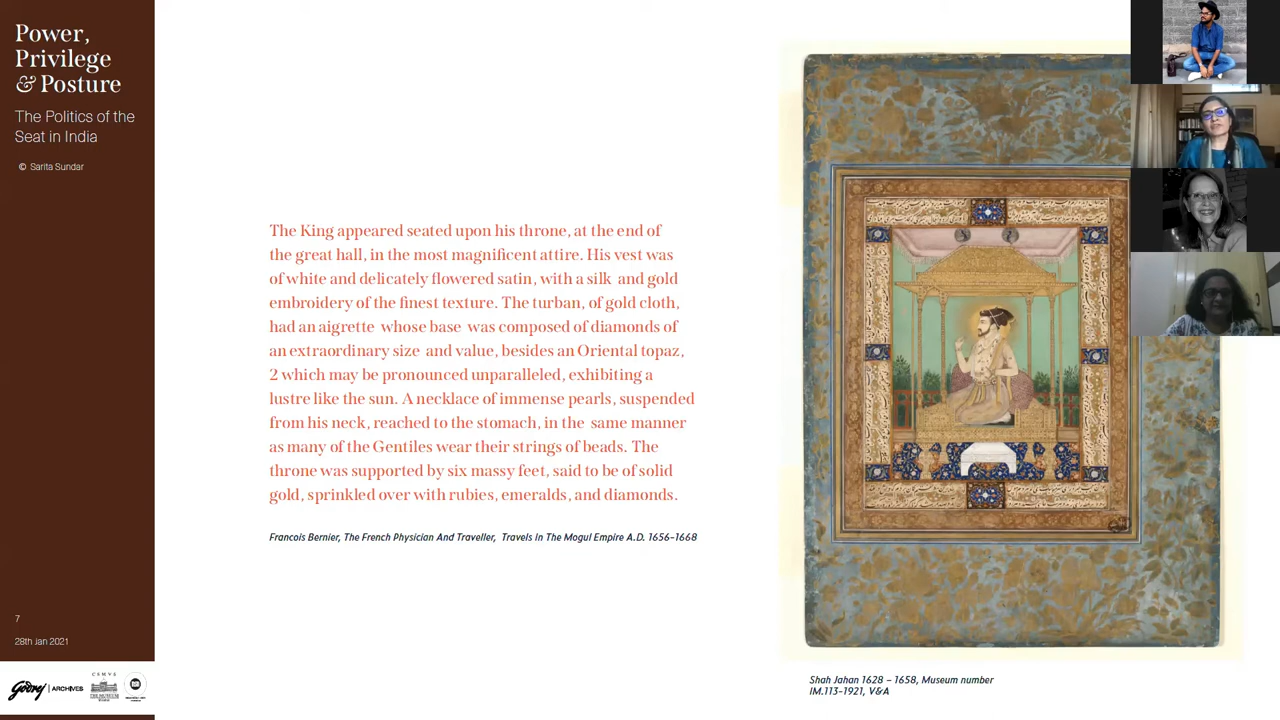 Power,
Privilege
& Posture
The Politics of the
Seat in India
© Sarita Sundar
The King appeared seated upon his throne, at the end of
the great hall, in the most magnificent attire. His vest was
of white and delicately flowered satin, with a silk and gold
embroidery of the finest texture. The turban, of gold cloth,
had an aigrette whose base was composed of diamonds of
an extraordinary size and value, besides an Oriental topaz,
2 which may be pronounced unparalleled, exhibiting a
lustre like the sun. A necklace of immense pearls, suspended
from his neck, reached to the stomach, in the same manner
as many of the Gentiles wear their strings of beads. The
throne was supported by six massy feet, said to be of solid
gold, sprinkled over with rubies, emeralds, and diamonds.
Francois Bernier, The French Physician And Traveller, Travels In The Mogul Empire A.D. 1656-1668
7
28th Jan 2021
Godrej | ARCHIVES
CSMVS
Shah Jahan 1628 – 1658, Museum number
IM.113-1921, V&A